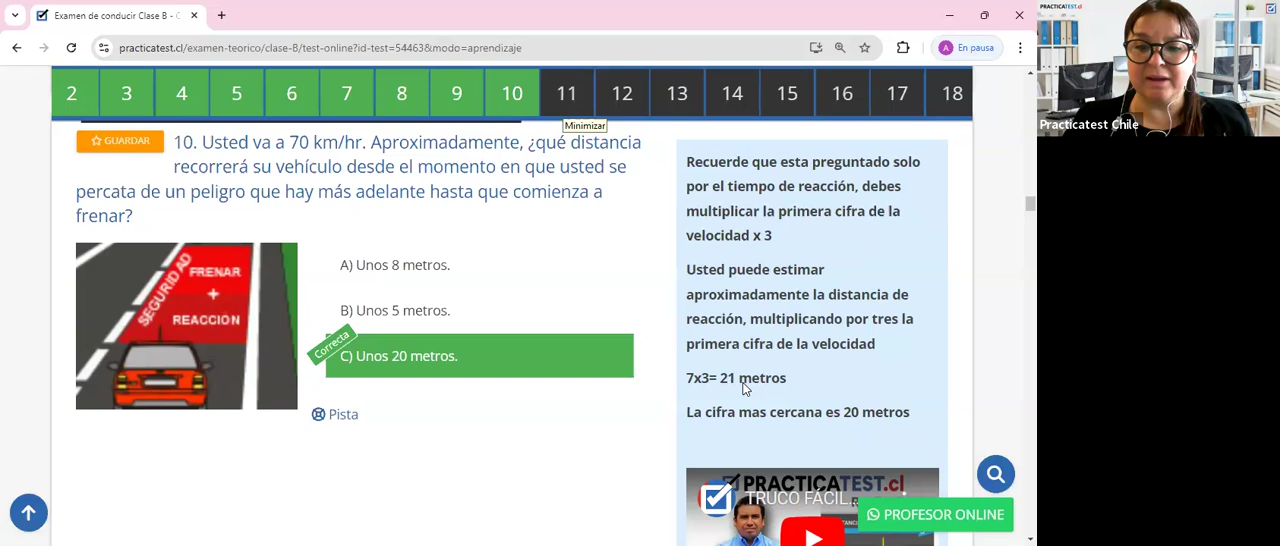 Examen de conducir Clase B - C
practicatest.cl/examen-teorico/clase-B/test-online?id-test=54463&modo=aprendizaje
A En pausa
2 3 4 5 6 7 8 9 10 11 12 13 14 15 16 17 18
Minimizar
GUARDAR
10. Usted va a 70 km/hr. Aproximadamente, ¿qué distancia
recorrerá su vehículo desde el momento en que usted se
percata de un peligro que hay más adelante hasta que comienza a
frenar?
SEGURIDAD
FRENAR
+
REACCION
A) Unos 8 metros.
B) Unos 5 metros.
Correcta
C) Unos 20 metros.
Pista
Recuerde que esta preguntado solo
por el tiempo de reacción, debes
multiplicar la primera cifra de la
velocidad x 3
Usted puede estimar
aproximadamente la distancia de
reacción, multiplicando por tres la
primera cifra de la velocidad
7x3= 21 metros
La cifra mas cercana es 20 metros
PRACTICATEST.cl
TRUCO FÁCIL...
PROFESOR ONLINE
PRACTICATEST.cl
Practicatest Chile